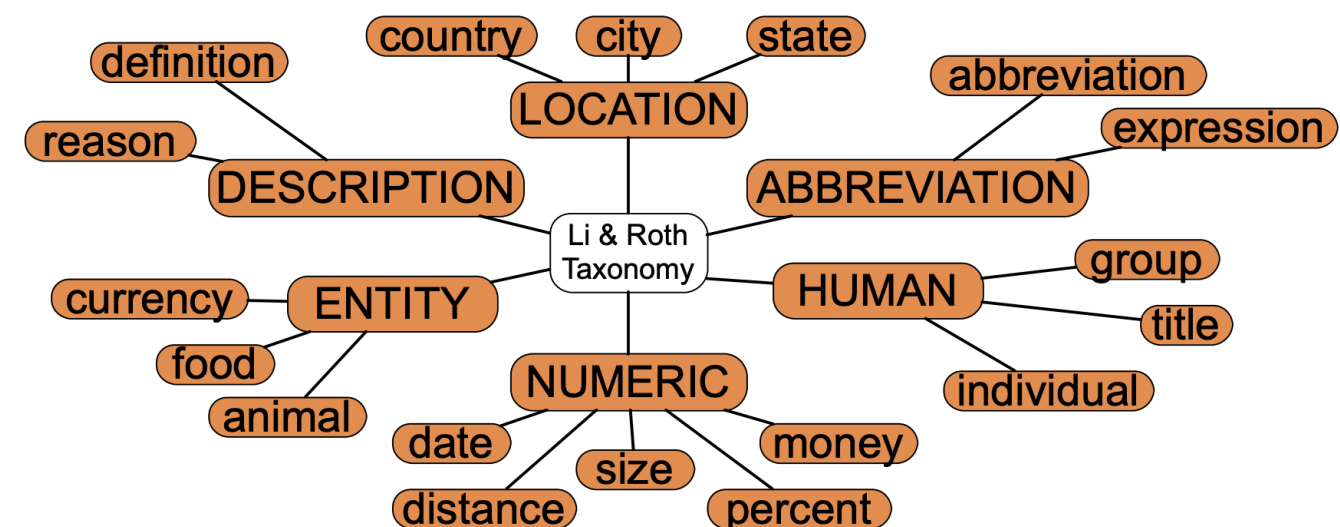 country
city
state
definition
abbreviation
LOCATION
expression
reason
DESCRIPTION
ABBREVIATION
Li & Roth
Taxonomy
group
HUMAN
currency
ENTITY
title
food
NUMERIC
individual
animal
date
money
size
distance
percent